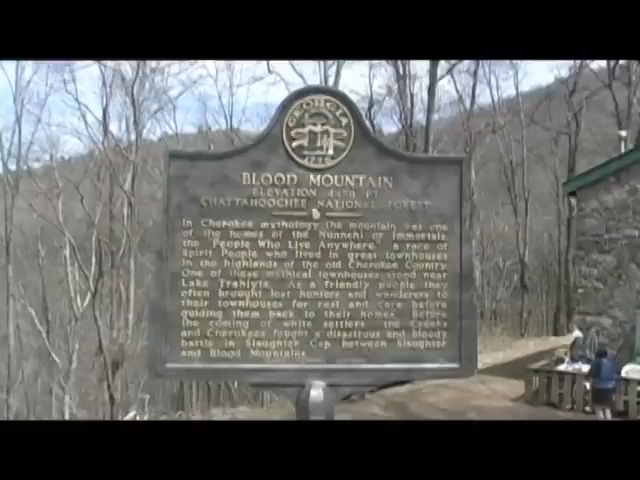 GEORGIA
1776
BLOOD MOUNTAIN
ELEVATION 4458 FT.
CHATTAHOOCHEE NATIONAL FOREST
In Cherokee mythology the mountain was one
of the homes of the Nunnehi or Immortals,
the "People Who Live Anywhere," a race of
Spirit People who lived in great townhouses
in the highlands of the old Cherokee Country.
One of these mythical townhouses stood near
Lake Trahlyta. As a friendly people they
often brought lost hunters and wanderers to
their townhouses for rest and care before
guiding them back to their homes. Before
the coming of white settlers, the Creeks
and Cherokees fought a disastrous and bloody
battle in Slaughter Gap between Slaughter
and Blood Mountains.